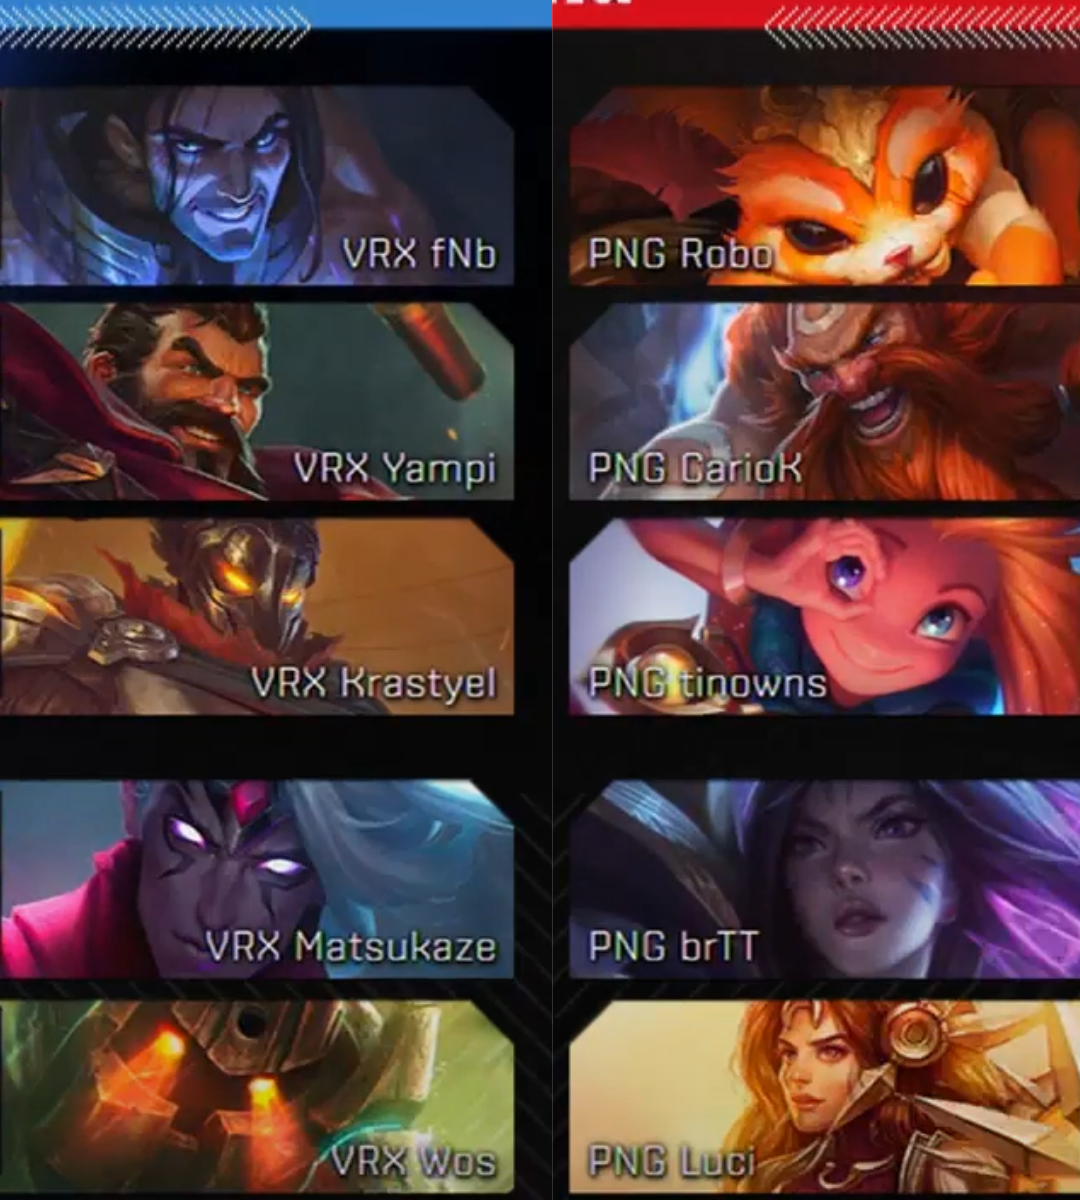 VRX fNb
PNG Robo
VRX Yampi
PNG CarioK
VRX Krastyel
PNG tinowns
VRX Matsukaze
PNG brTT
VRX Wos
PNG Luci